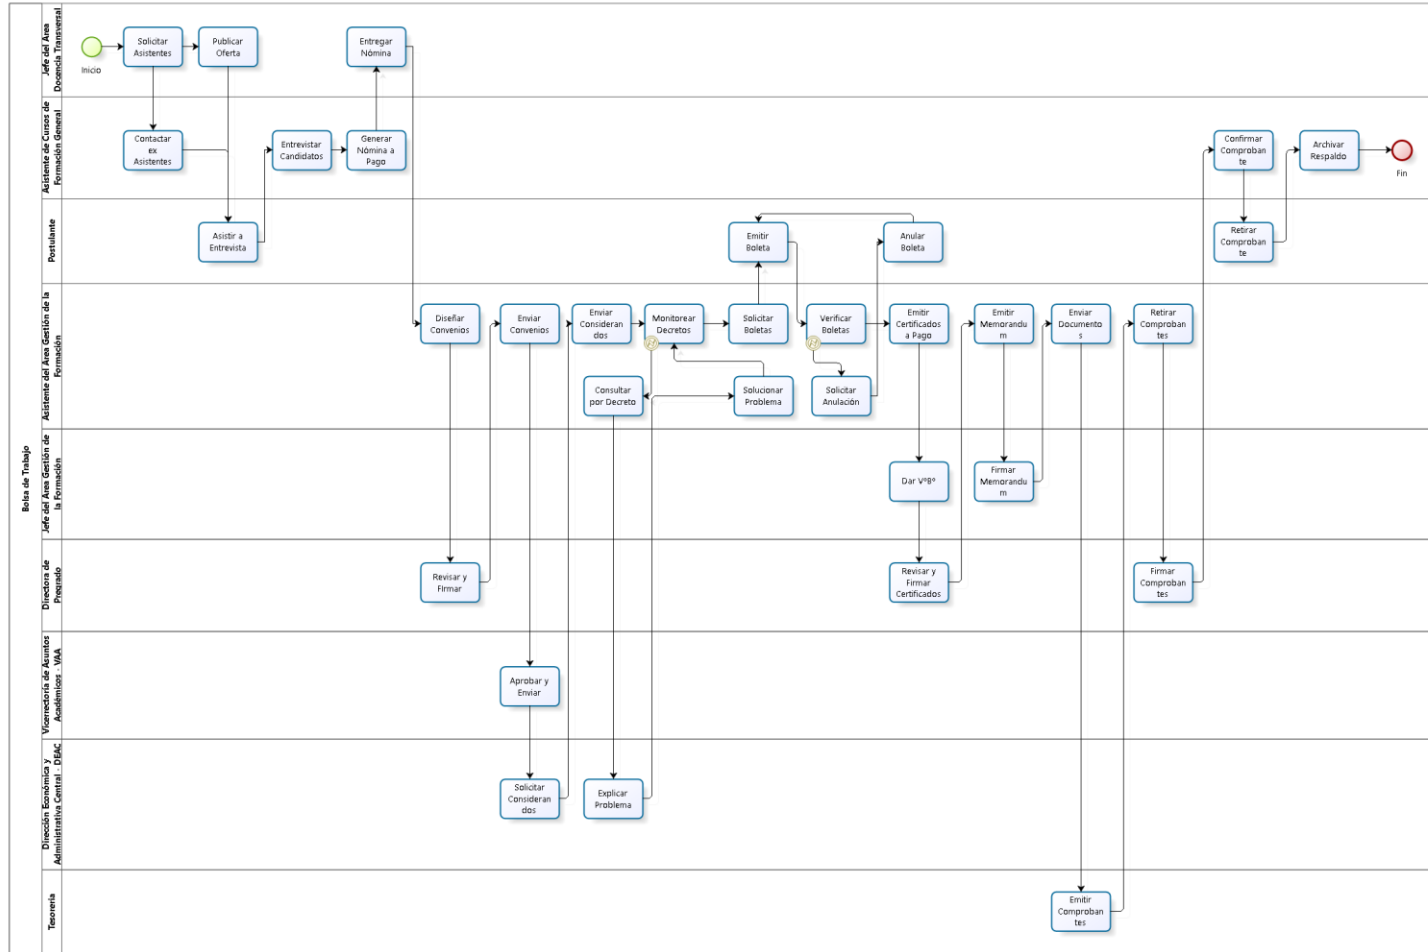 Bolsa de Trabajo
Jefe del Area
Docencia Transversal
Inicio
Solicitar
Asistentes
Publicar
Oferta
Entregar
Nómina
Asistente de Cursos de
Formación General
Contactar
ex
Asistentes
Entrevistar
Candidatos
Generar
Nómina a
Pago
Confirmar
Comproban
te
Archivar
Respaldo
Fin
Postulante
Asistir a
Entrevista
Emitir
Boleta
Anular
Boleta
Retirar
Comproban
te
Asistente del Area Gestión de la
Formación
Diseñar
Convenios
Enviar
Convenios
Enviar
Consideran
dos
Monitorear
Decretos
Solicitar
Boletas
Verificar
Boletas
Emitir
Certificados
a Pago
Emitir
Memorandu
m
Enviar
Documento
s
Retirar
Comproban
tes
Consultar
por Decreto
Solucionar
Problema
Solicitar
Anulación
Jefe del Area Gestión de
la Formación
Dar VºBº
Firmar
Memorandu
m
Directora de
Pregrado
Revisar y
FIrmar
Revisar y
Firmar
Certificados
Firmar
Comproban
tes
Vicerrectoría de Asuntos
Académicos - VAA
Aprobar y
Enviar
Dirección Económica y
Administrativa Central - DEAC
Solicitar
Consideran
dos
Explicar
Problema
Tesorería
Emitir
Comproban
tes